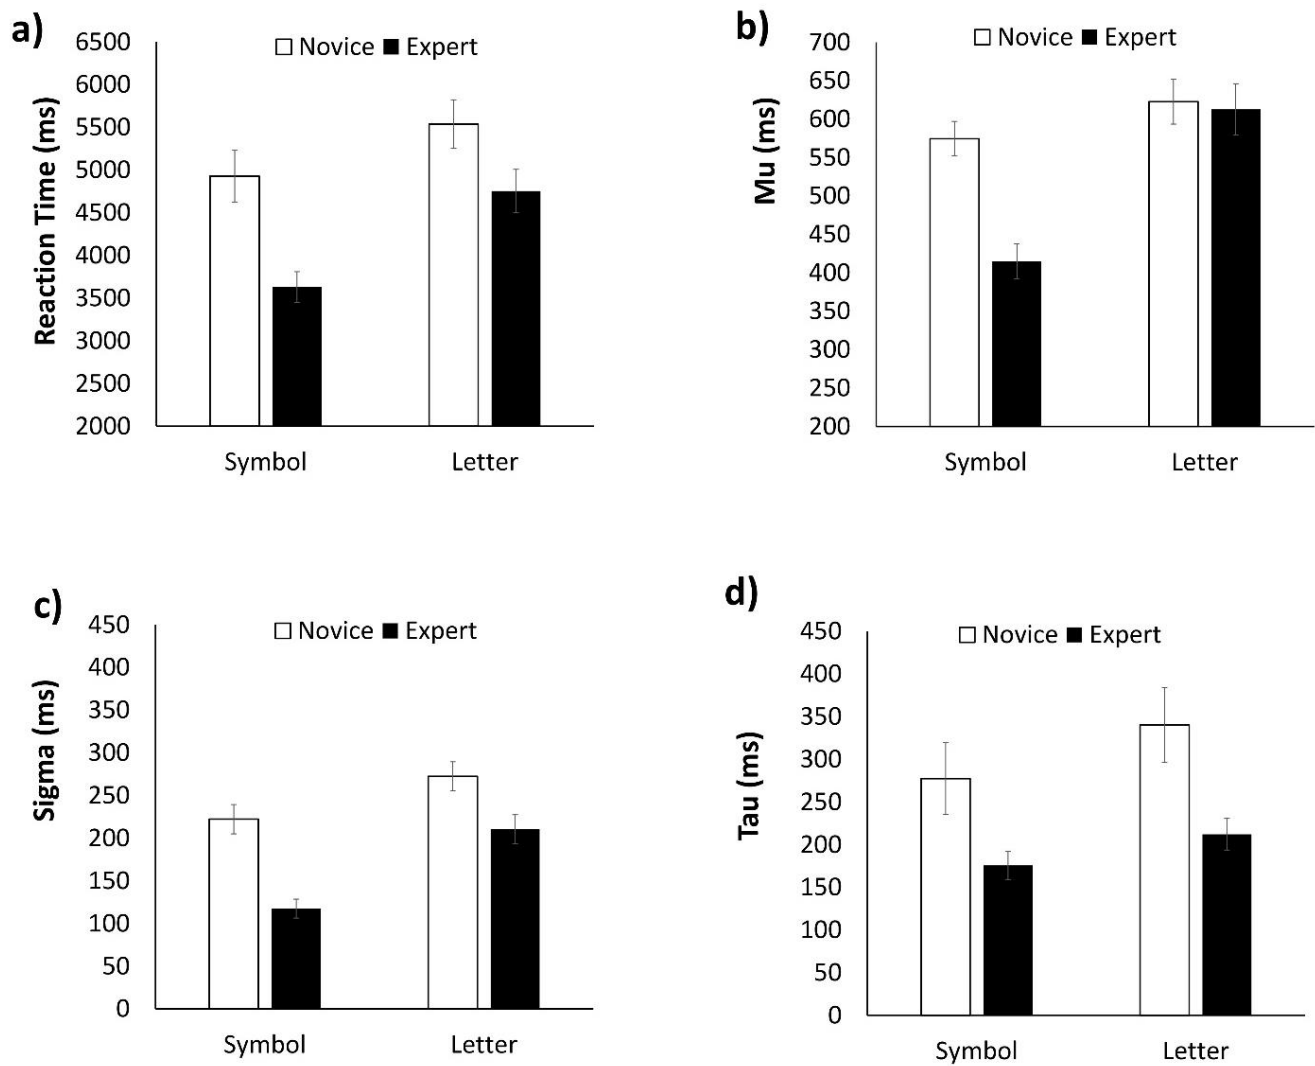 a)
Novice Expert
Reaction Time (ms)
6500
6000
5500
5000
4500
4000
3500
3000
2500
2000
Symbol Letter
b)
Novice Expert
Mu (ms)
700
650
600
550
500
450
400
350
300
250
200
Symbol Letter
c)
Novice Expert
Sigma (ms)
450
400
350
300
250
200
150
100
50
0
Symbol Letter
d)
Novice Expert
Tau (ms)
450
400
350
300
250
200
150
100
50
0
Symbol Letter